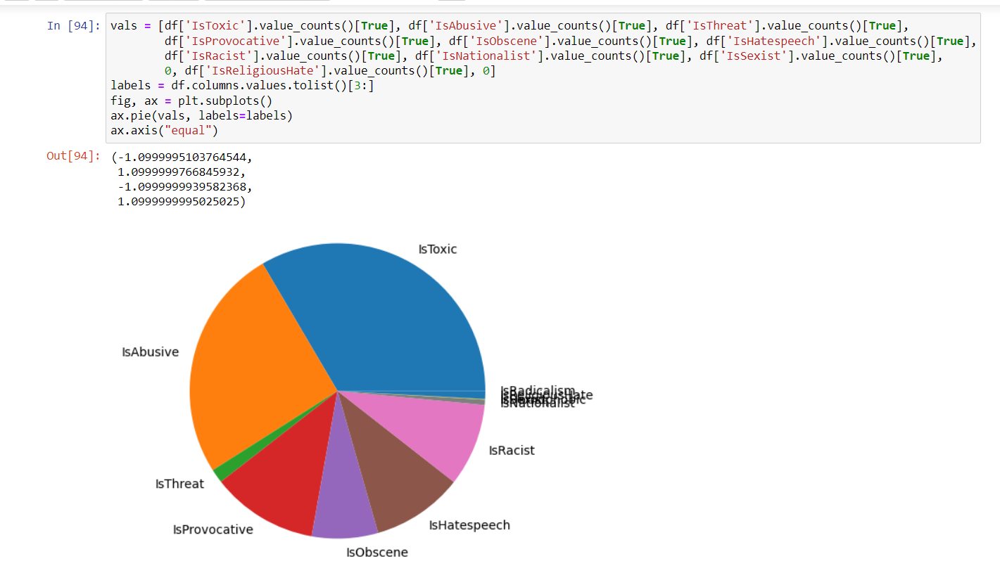 In [94]: vals = [df['IsToxic'].value_counts()[True], df['IsAbusive'].value_counts()[True], df['IsThreat'].value_counts()[True],
df['IsProvocative'].value_counts()[True], df['IsObscene'].value_counts()[True], df['IsHatespeech'].value_counts()[True],
df['IsRacist'].value_counts()[True], df['IsNationalist'].value_counts()[True], df['IsSexist'].value_counts()[True],
0, df['IsReligiousHate'].value_counts()[True], 0]
labels = df.columns.values.tolist()[3:]
fig, ax = plt.subplots()
ax.pie(vals, labels=labels)
ax.axis("equal")
Out[94]: (-1.0999995103764544,
1.0999999766845932,
-1.0999999939582368,
1.0999999995025025)
IsToxic
IsAbusive
IsRadicalism
IsReligiousHate
IsNationalist
IsRacist
IsThreat
IsHatespeech
IsProvocative
IsObscene